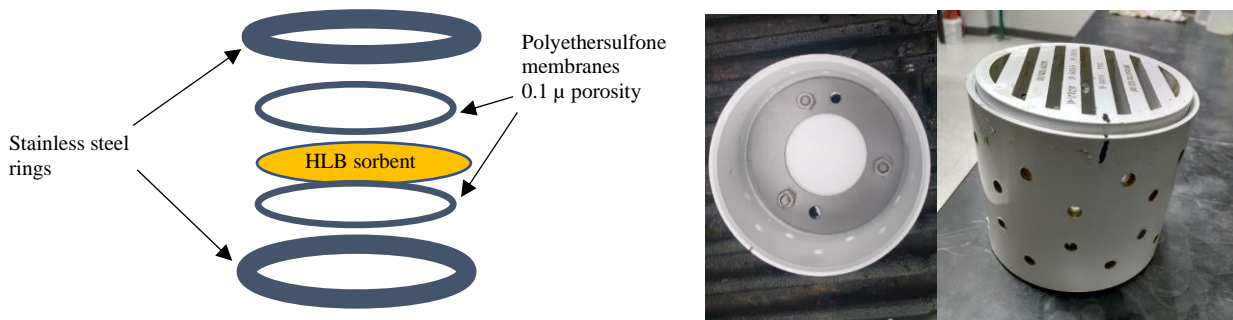 Stainless steel
rings
HLB sorbent
Polyethersulfone
membranes
0.1 µ porosity